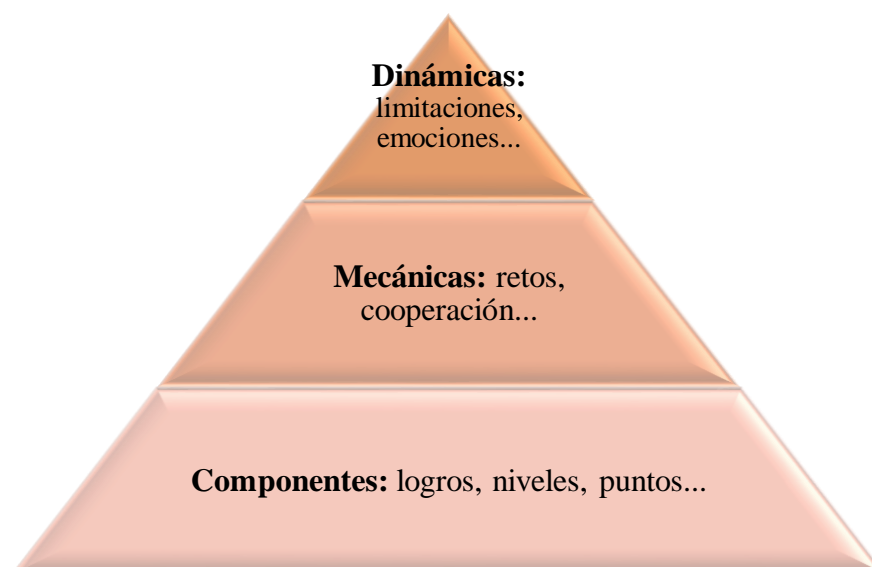 Dinámicas:
limitaciones,
emociones...
Mecánicas: retos,
cooperación...
Componentes: logros, niveles, puntos...